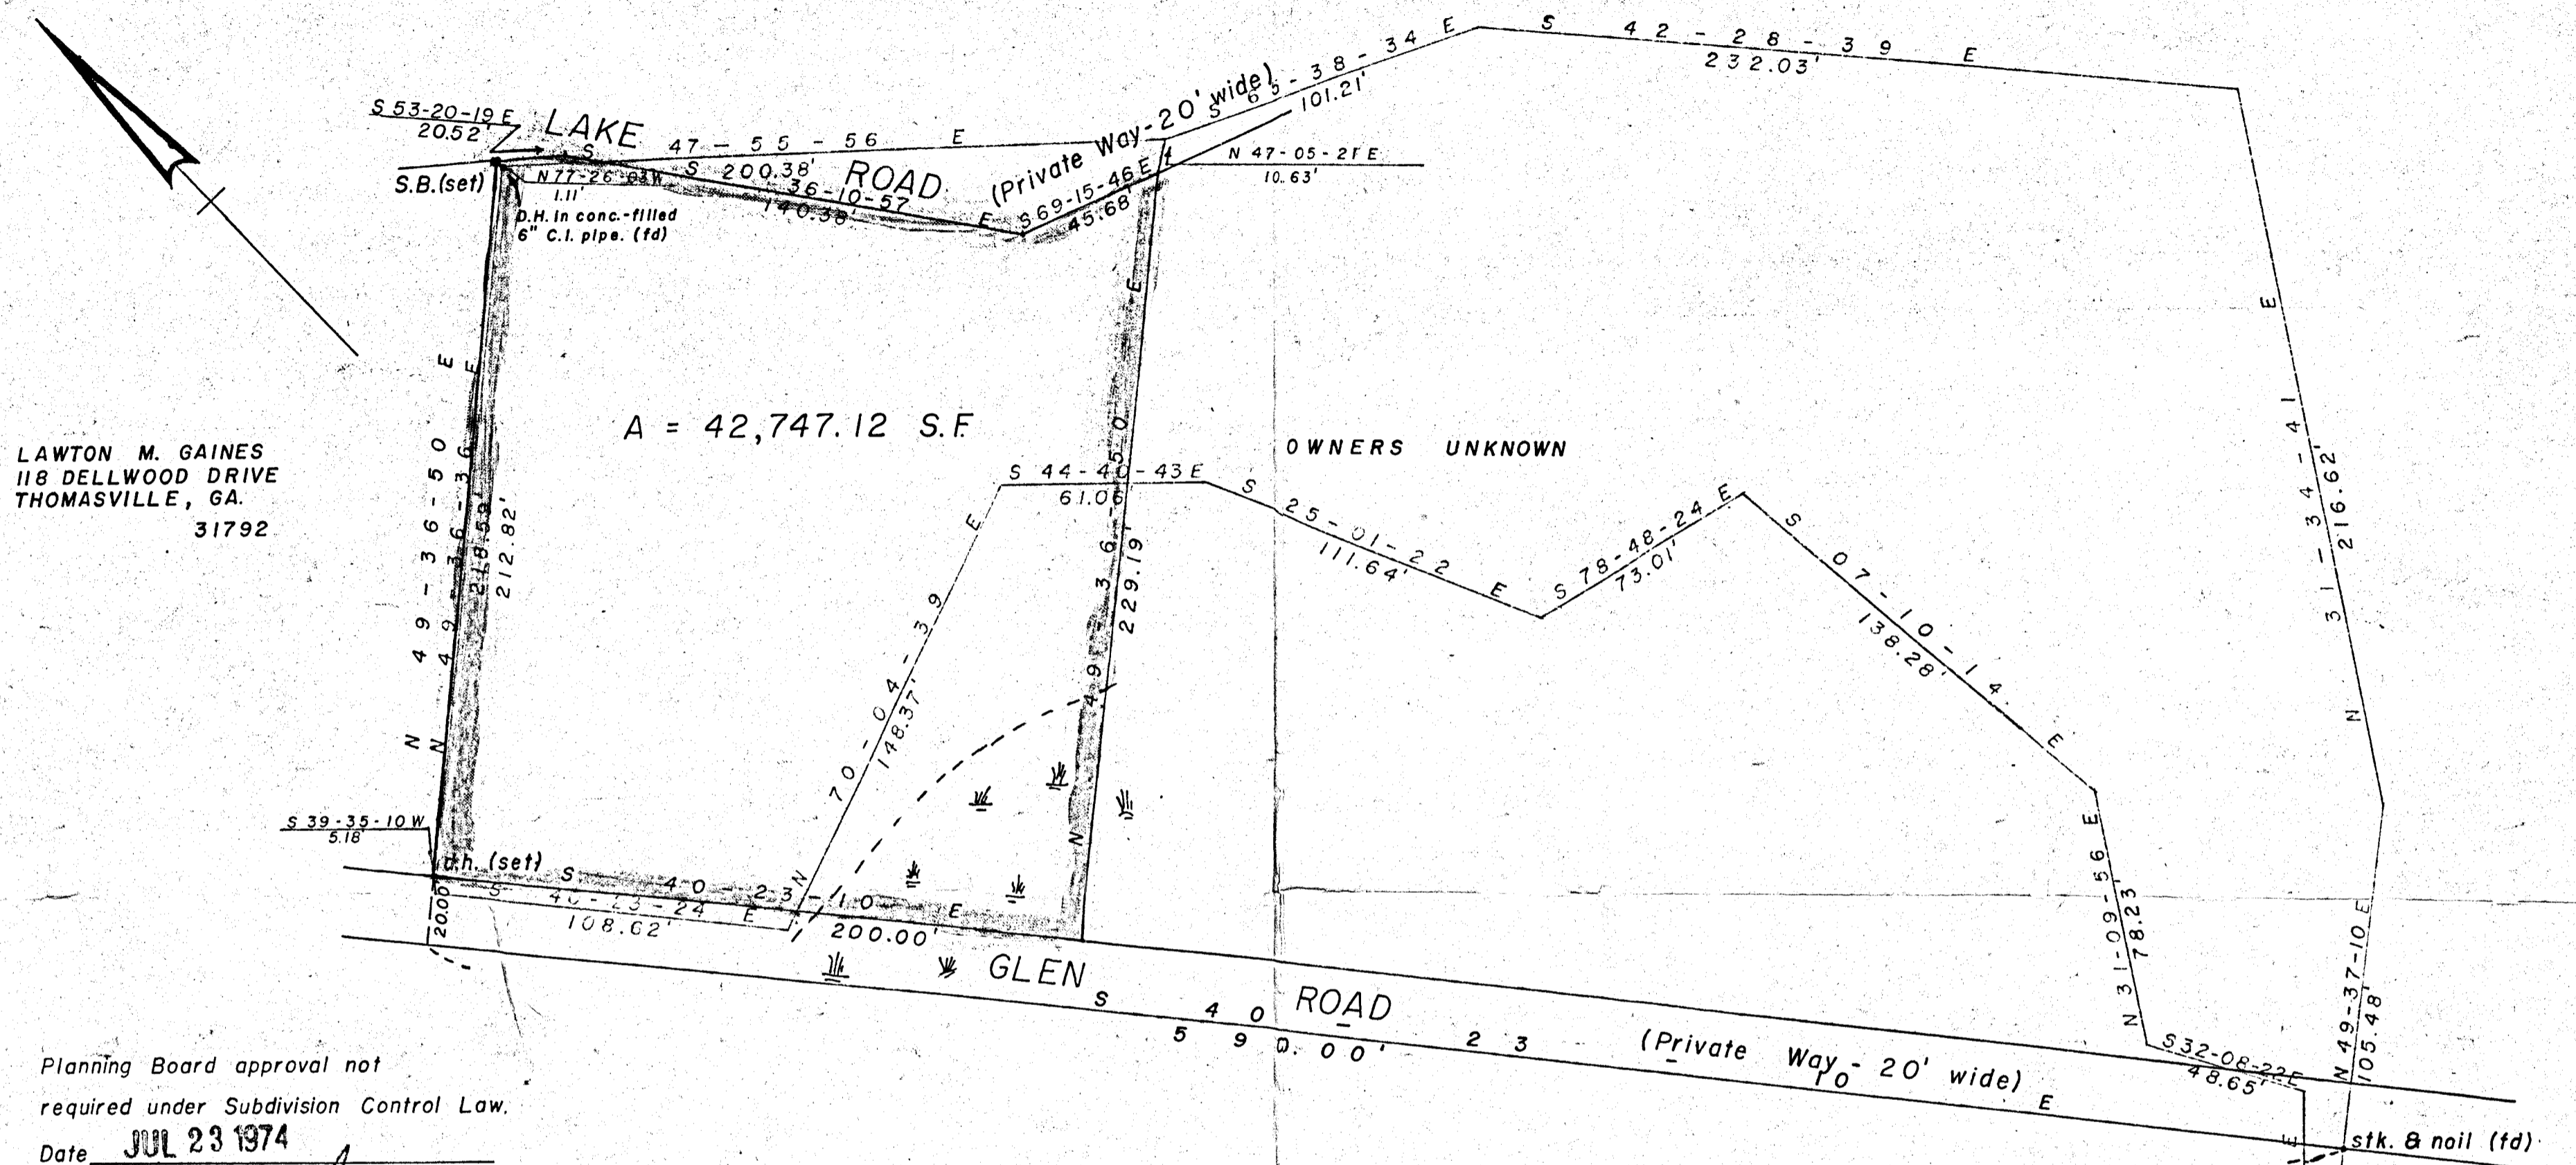 S 42-28-39 E
232.03'
S 65-38-34 E
101.21'
S 53-20-19 E
20.52'
LAKE ROAD
(Private Way-20' wide)
S 47-55-56 E
200.38'
N 47-05-21 E
10.63'
S.B.(set)
N 77-26-03 W
1.11'
S 36-10-57 E
140.38'
S 69-15-46 E
45.68'
D.H. in conc.-filled
6" C.I. pipe. (fd)
N 49-36-50 E
N 49-36-36 E
218.59'
212.82'
A = 42,747.12 S.F.
N 49-36-50 E
229.19'
OWNERS UNKNOWN
LAWTON M. GAINES
118 DELLWOOD DRIVE
THOMASVILLE, GA.
31792
S 44-40-43 E
61.06'
S 25-01-22 E
111.64'
S 78-48-24 E
73.01'
S 07-10-14 E
138.28'
N 31-34-41 E
216.62'
N 70-04-39 E
148.37'
S 39-35-10 W
5.18'
d.h. (set)
S 40-23-10 E
200.00'
S 40-23-24 E
108.62'
20.00'
N 31-09-56 E
78.23'
N 49-37-10 E
105.48'
S 32-08-22 E
48.65'
GLEN ROAD
(Private Way - 20' wide)
S 40-23-10 E
590.00'
E
stk. & nail (fd)
Planning Board approval not
required under Subdivision Control Law.
Date JUL 23 1974